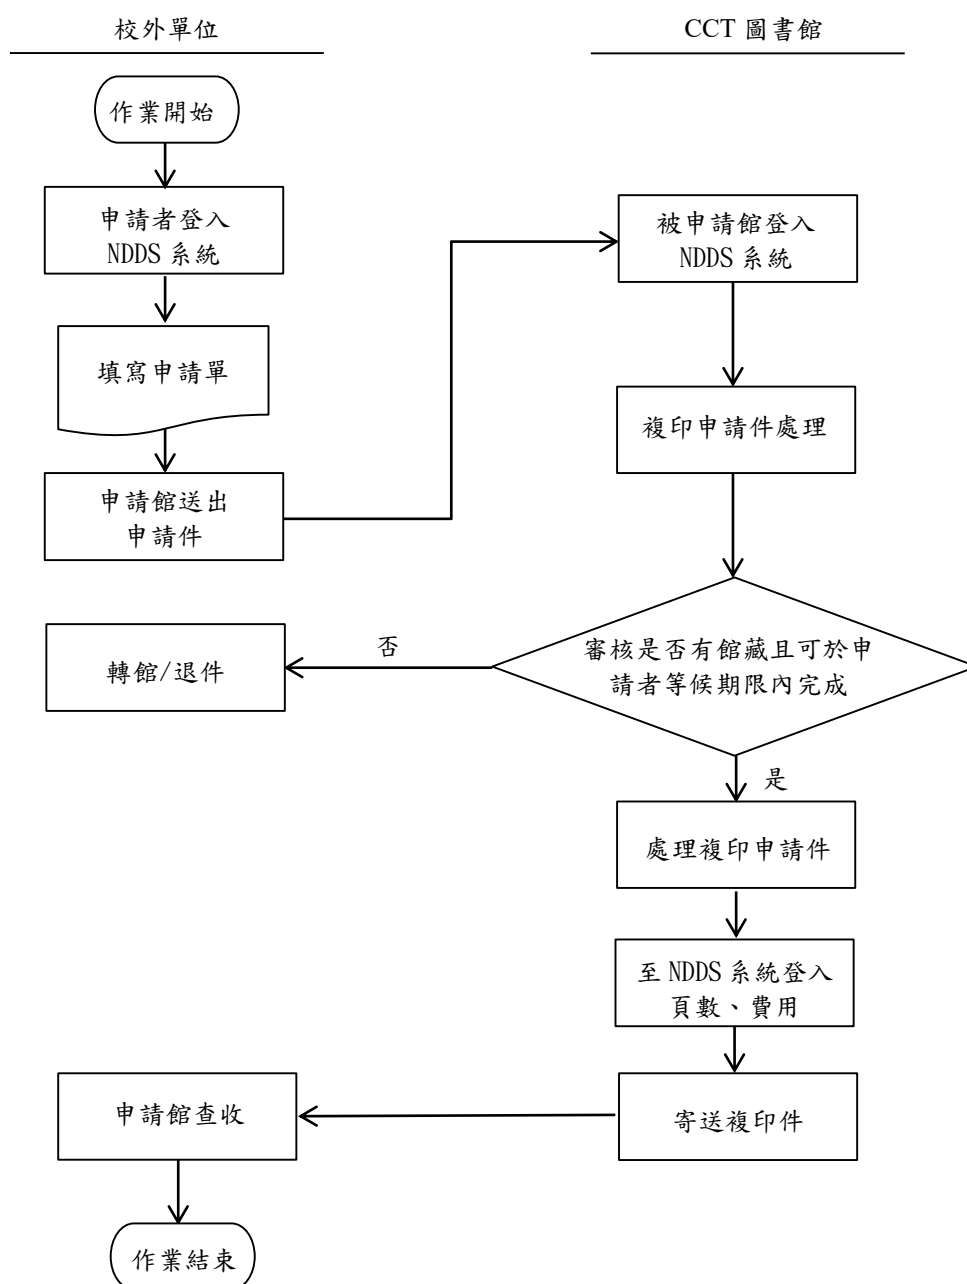 校外單位
CCT 圖書館
作業開始
申請者登入
NDDS 系統
填寫申請單
申請館送出
申請件
被申請館登入
NDDS 系統
複印申請件處理
審核是否有館藏且可於申
請者等候期限內完成
否
轉館/退件
是
處理複印申請件
至 NDDS 系統登入
頁數、費用
寄送複印件
申請館查收
作業結束